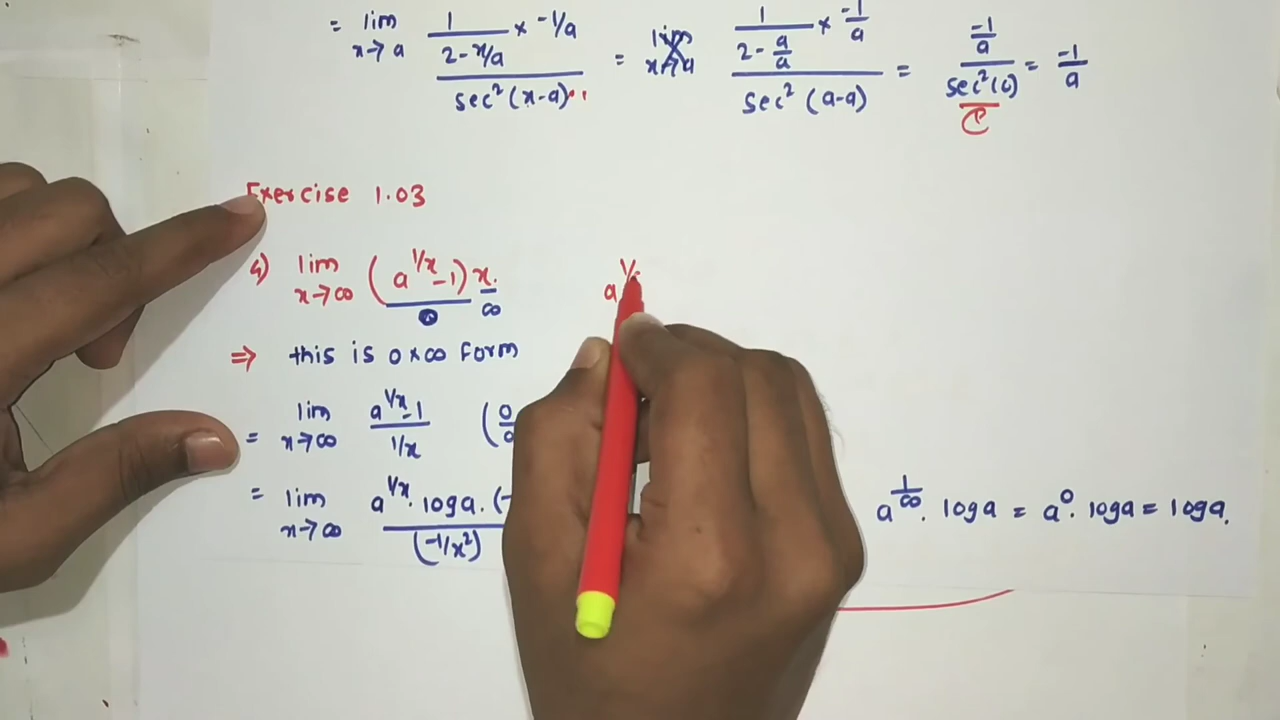 = lim x→a 1/(2-x/a) × -1/a / sec²(x-a) = lim x→a 1/(2-a/a) × -1/a / sec²(a-a) = -1/a / sec²(0) = -1/a
Exercise 1.03
lim x→∞ (a^1/x -1) x. 0 ∞
a
⇒ this is 0×∞ form
= lim x→∞ a^1/x -1 / 1/x (0/
= lim x→∞ a^1/x . log a . (- / (-1/x²)
a^1/∞ . log a = a⁰. log a = log a.